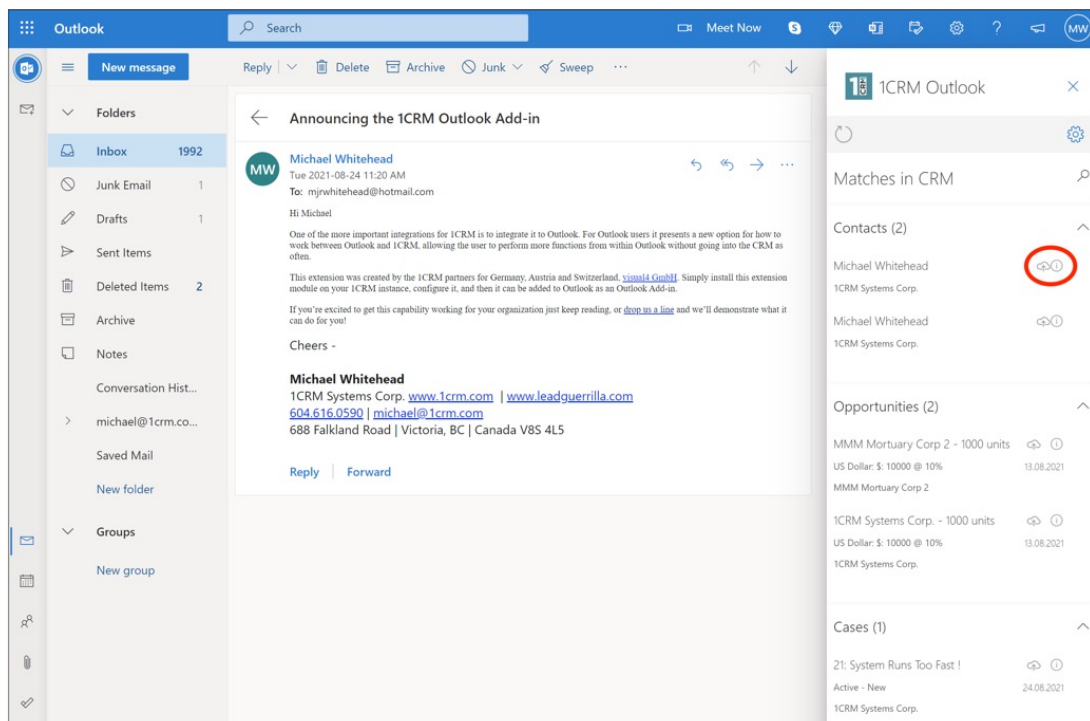 Outlook
Search
Meet Now
MW
New message
Reply
Delete
Archive
Junk
Sweep
Folders
Inbox 1992
Junk Email 1
Drafts 1
Sent Items
Deleted Items 2
Archive
Notes
Conversation Hist...
michael@1crm.co...
Saved Mail
New folder
Groups
New group
Announcing the 1CRM Outlook Add-in
MW
Michael Whitehead
Tue 2021-08-24 11:20 AM
To: mjrwhitehead@hotmail.com
Hi Michael
One of the more important integrations for 1CRM is to integrate it to Outlook. For Outlook users it presents a new option for how to
work between Outlook and 1CRM, allowing the user to perform more functions from within Outlook without going into the CRM as
often.
This extension was created by the 1CRM partners for Germany, Austria and Switzerland, visual4 GmbH. Simply install this extension
module on your 1CRM instance, configure it, and then it can be added to Outlook as an Outlook Add-in.
If you're excited to get this capability working for your organization just keep reading, or drop us a line and we'll demonstrate what it
can do for you!
Cheers -
Michael Whitehead
1CRM Systems Corp. www.1crm.com | www.leadguerrilla.com
604.616.0590 | michael@1crm.com
688 Falkland Road | Victoria, BC | Canada V8S 4L5
Reply Forward
1CRM Outlook
Matches in CRM
Contacts (2)
Michael Whitehead
1CRM Systems Corp.
Michael Whitehead
1CRM Systems Corp.
Opportunities (2)
MMM Mortuary Corp 2 - 1000 units
US Dollar: $: 10000 @ 10% 13.08.2021
MMM Mortuary Corp 2
1CRM Systems Corp. - 1000 units
US Dollar: $: 10000 @ 10% 13.08.2021
1CRM Systems Corp.
Cases (1)
21: System Runs Too Fast !
Active - New 24.08.2021
1CRM Systems Corp.